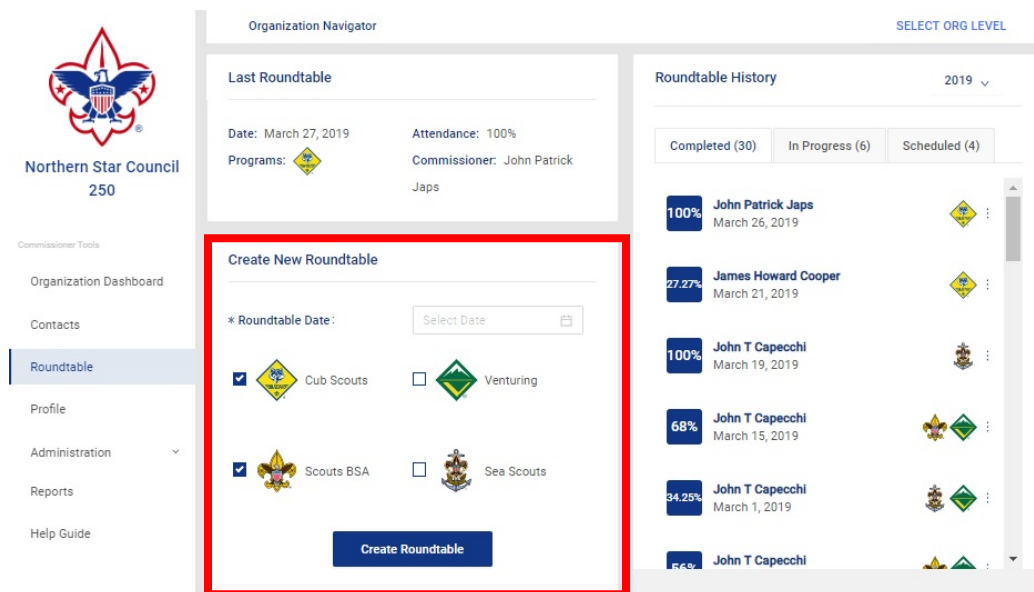 Northern Star Council
250
Commissioner Tools
Organization Dashboard
Contacts
Roundtable
Profile
Administration
Reports
Help Guide
Organization Navigator
SELECT ORG LEVEL
Last Roundtable
Date: March 27, 2019
Programs:
Attendance: 100%
Commissioner: John Patrick
Japs
Create New Roundtable
* Roundtable Date:
Select Date
Cub Scouts
Venturing
Scouts BSA
Sea Scouts
Create Roundtable
Roundtable History
2019
Completed (30)
In Progress (6)
Scheduled (4)
100%
John Patrick Japs
March 26, 2019
27.27%
James Howard Cooper
March 21, 2019
100%
John T Capecchi
March 19, 2019
68%
John T Capecchi
March 15, 2019
34.25%
John T Capecchi
March 1, 2019
56%
John T Capecchi